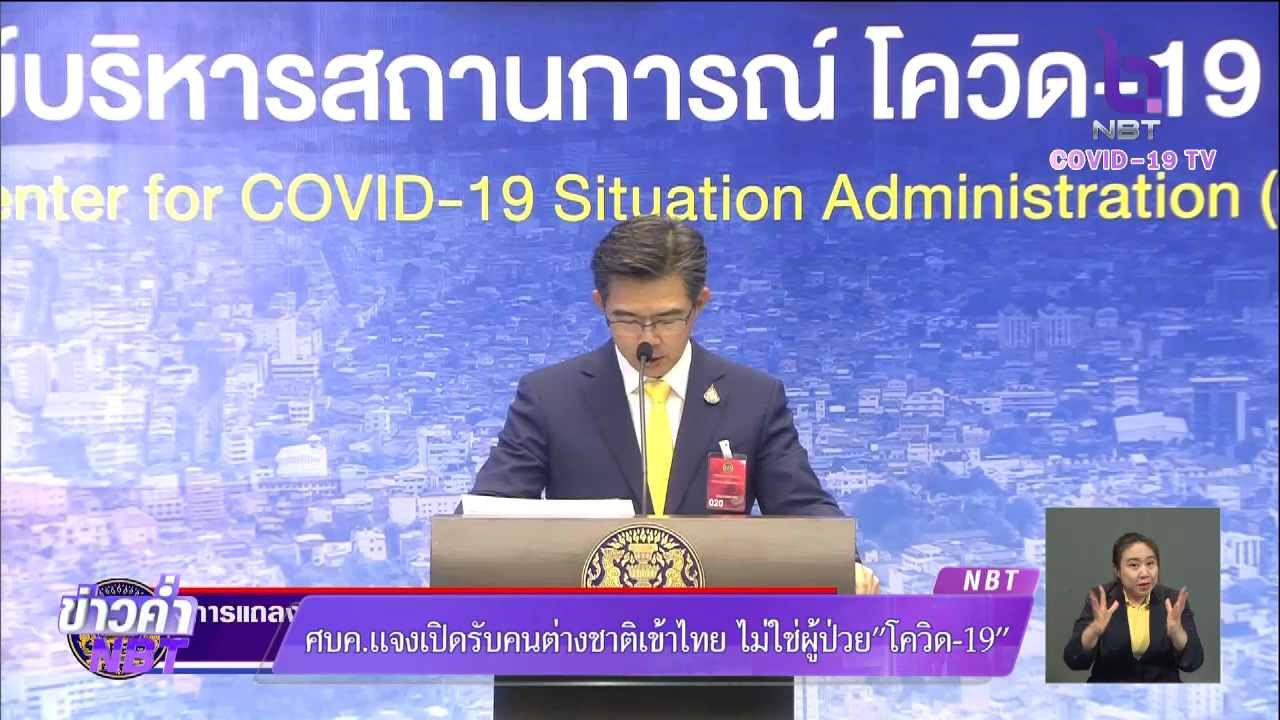 ์บริหารสถานการณ์ โควิด-19
NBT
COVID-19 TV
enter for COVID-19 Situation Administration (
020
NBT
ข่าวค่ำ
NBT
การแถลง
ศบค.แจงเปิดรับคนต่างชาติเข้าไทย ไม่ใช่ผู้ป่วย"โควิด-19"